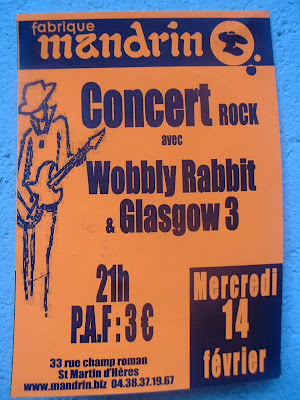 fabrique
mandrin
Concert ROCK
avec
Wobbly Rabbit
& Glasgow 3
21h
P.A.F : 3 €
Mercredi
14
février
33 rue champ roman
St Martin d'Hères
www.mandrin.biz 04.38.37.19.67